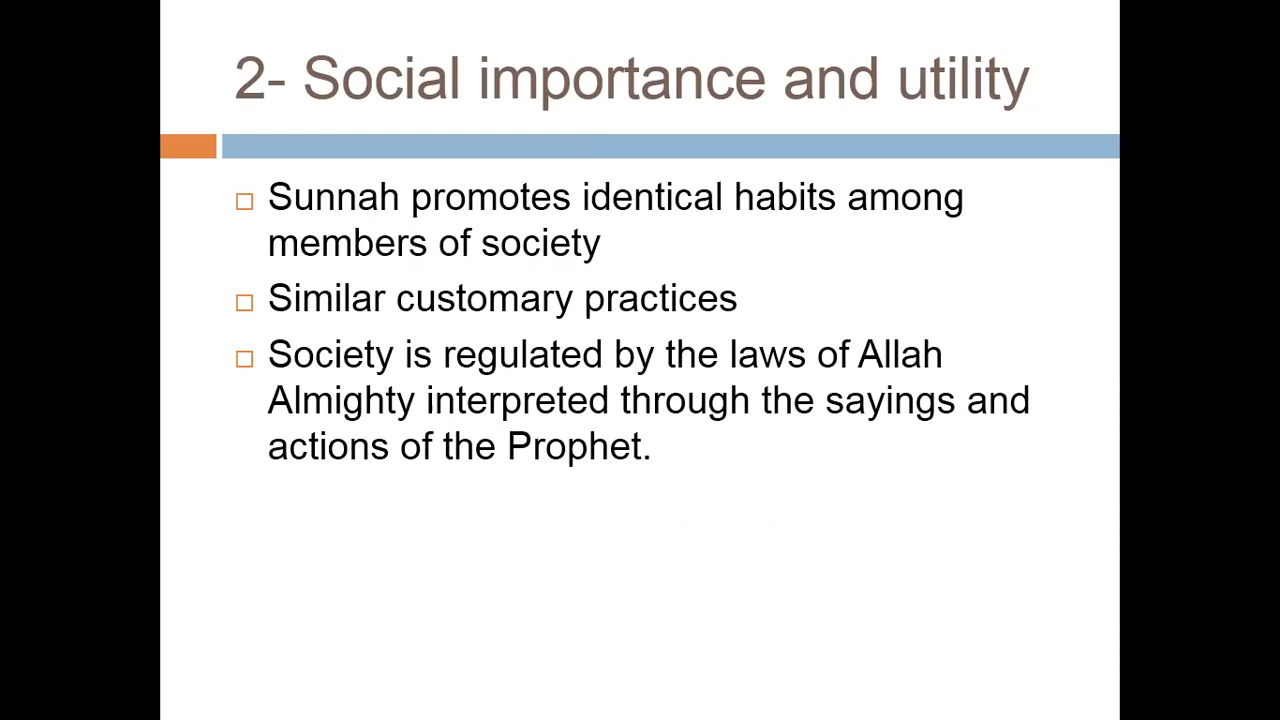 2- Social importance and utility
Sunnah promotes identical habits among
members of society
Similar customary practices
Society is regulated by the laws of Allah
Almighty interpreted through the sayings and
actions of the Prophet.